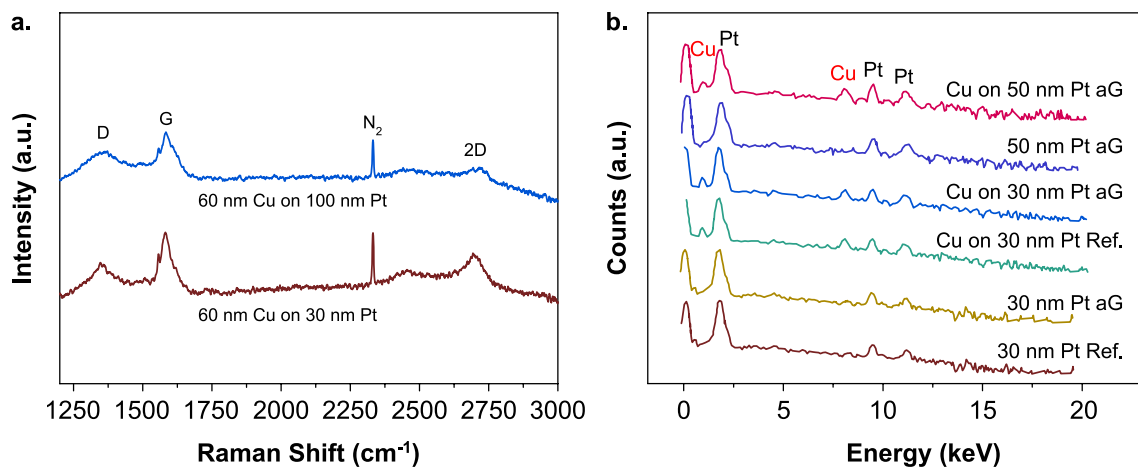 a.
Intensity (a.u.)
D
G
N2
2D
60 nm Cu on 100 nm Pt
60 nm Cu on 30 nm Pt
1250 1500 1750 2000 2250 2500 2750 3000
Raman Shift (cm-1)
b.
Counts (a.u.)
Cu
Pt
Cu
Pt
Pt
Cu on 50 nm Pt aG
50 nm Pt aG
Cu on 30 nm Pt aG
Cu on 30 nm Pt Ref.
30 nm Pt aG
30 nm Pt Ref.
0 5 10 15 20
Energy (keV)